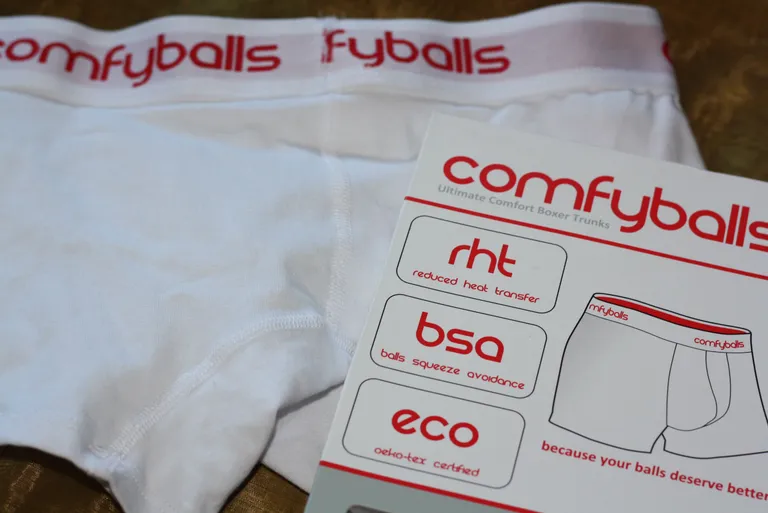 comfyballs
fyballs
comfyballs
Ultimate Comfort Boxer Trunks
rht
reduced heat transfer
bsa
balls squeeze avoidance
eco
oeko-tex certified
mfyballs
comfyballs
because your balls deserve better